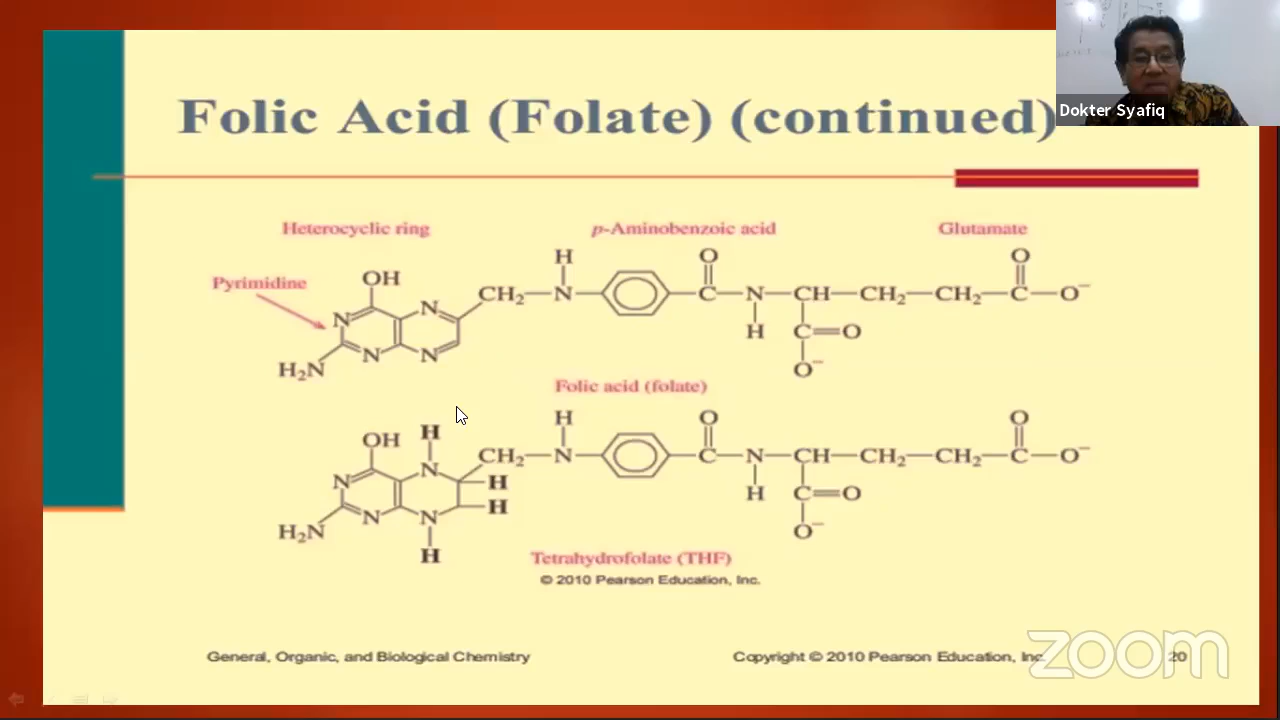 Folic Acid (Folate) (continued)
Dokter Syafiq
Heterocyclic ring
p-Aminobenzoic acid
Glutamate
Pyrimidine
OH
N
N
N
N
H₂N
CH₂—N—
H
O
C—N—CH—CH₂—CH₂—C—O⁻
H
C=O
O⁻
O
Folic acid (folate)
OH
H
N
N
N
N
H₂N
H
H
H
CH₂—N—
H
O
C—N—CH—CH₂—CH₂—C—O⁻
H
C=O
O⁻
O
Tetrahydrofolate (THF)
© 2010 Pearson Education, Inc.
General, Organic, and Biological Chemistry
Copyright © 2010 Pearson Education, Inc.
20
zoom